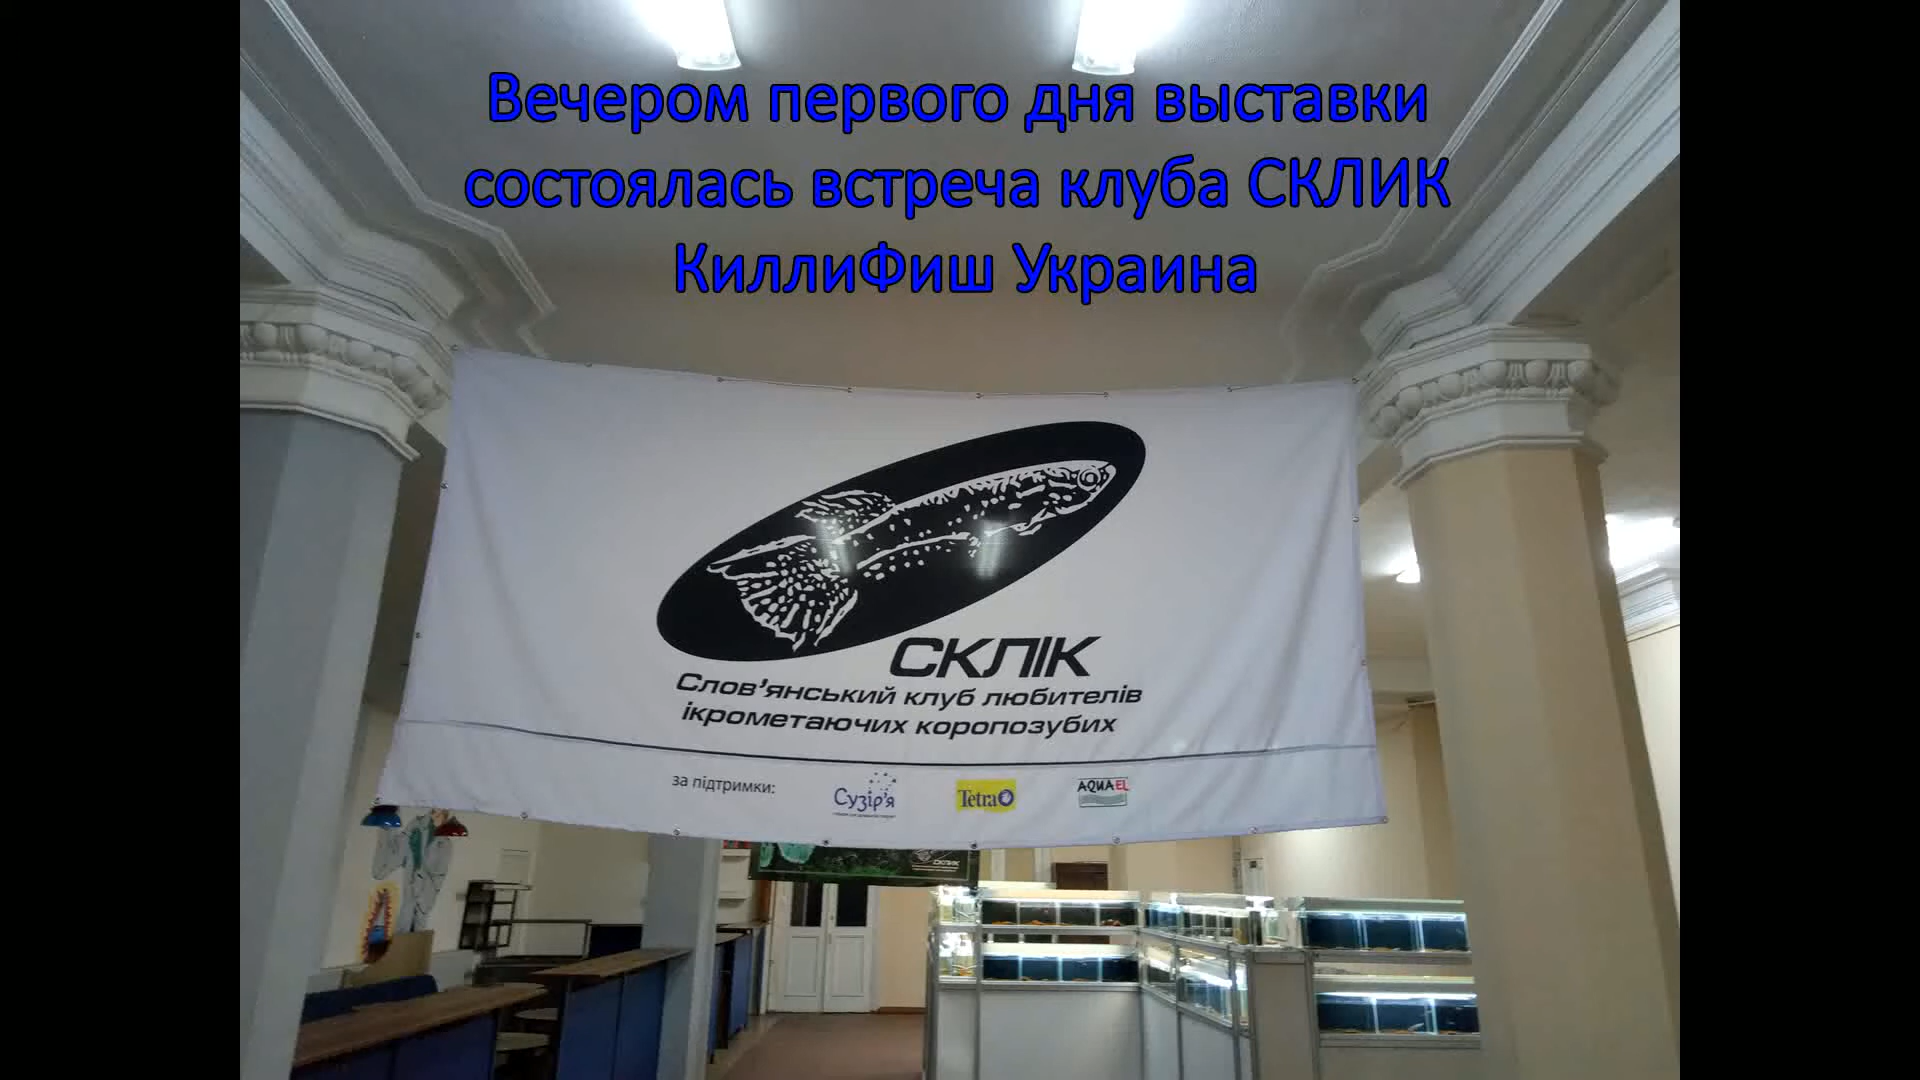 Вечером первого дня выставки
состоялась встреча клуба СКЛИК
КиллиФиш Украина
СКЛІК
Слов'янський клуб любителів
ікрометаючих коропозубих
за підтримки:
Сузір'я
Tetra
AQUAEL
СКЛІК